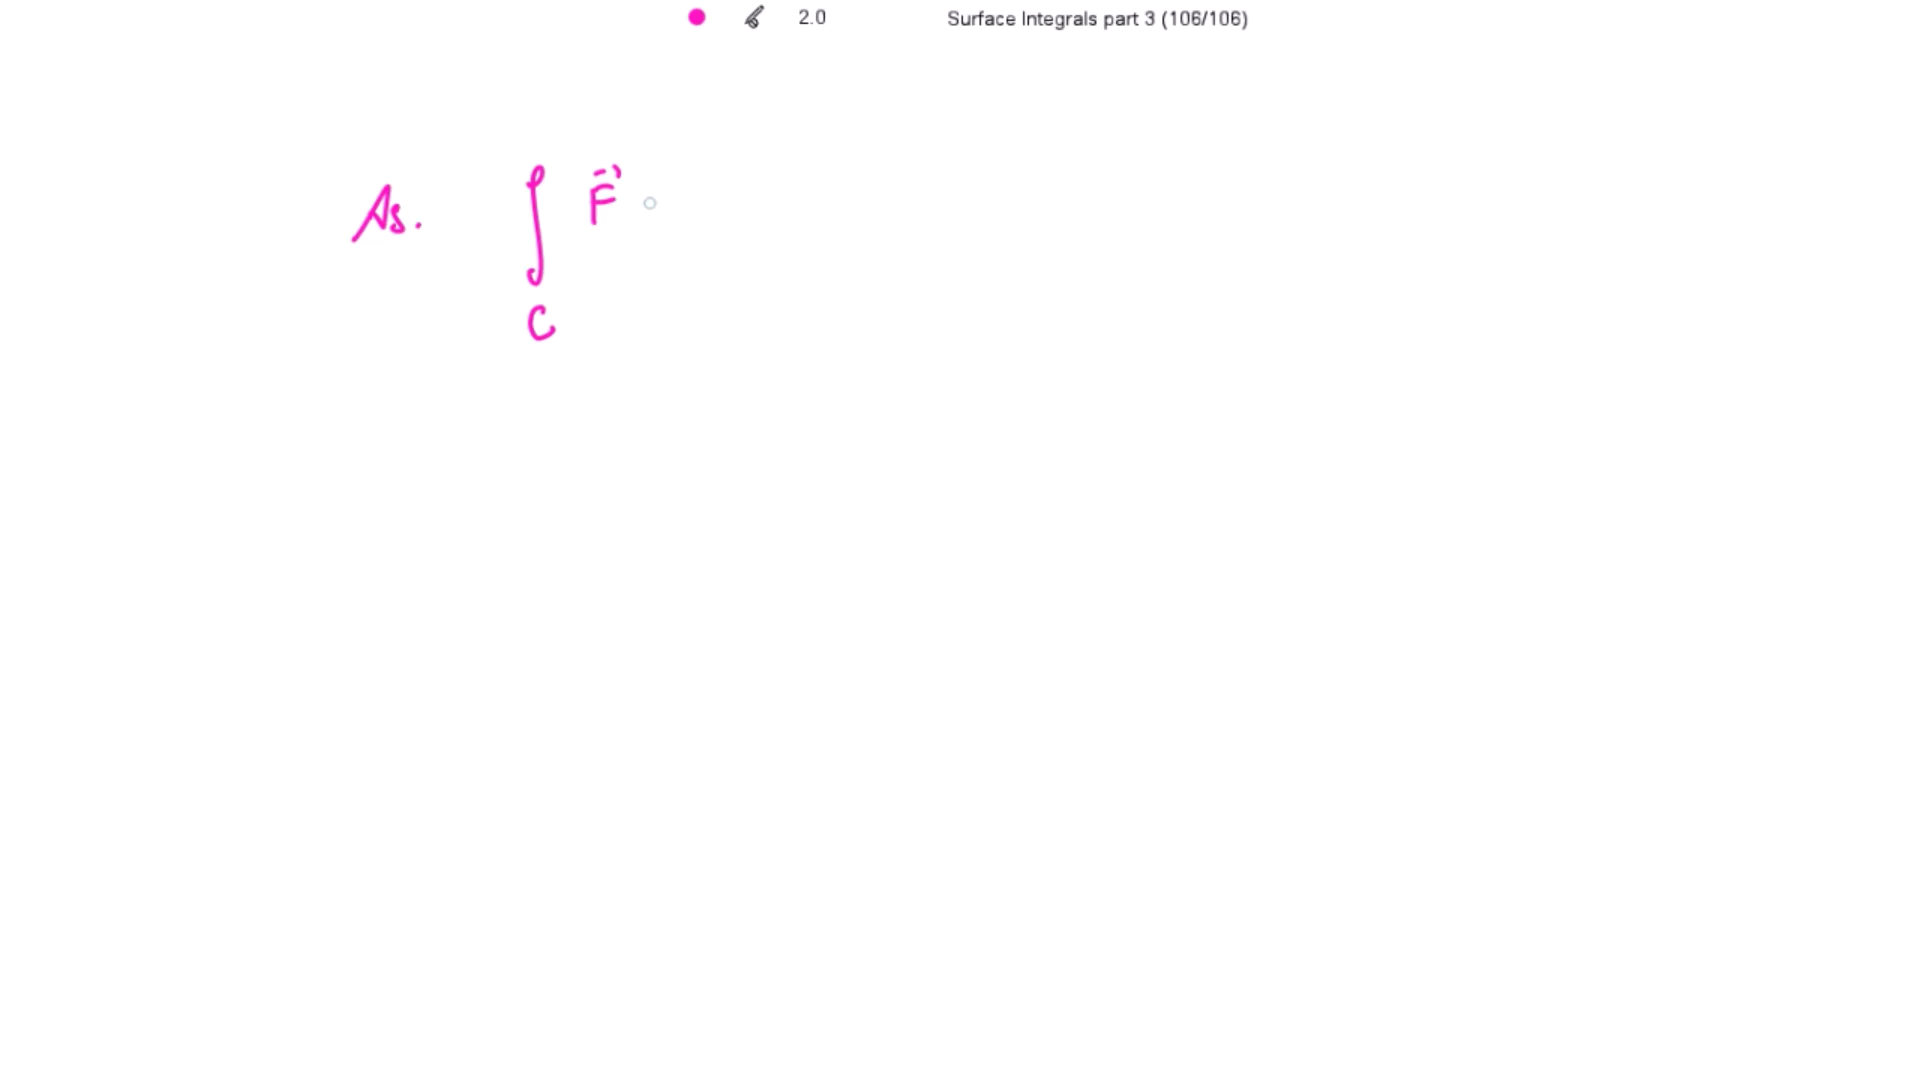 2.0 Surface Integrals part 3 (106/106)
As. ∫ F⃗
C